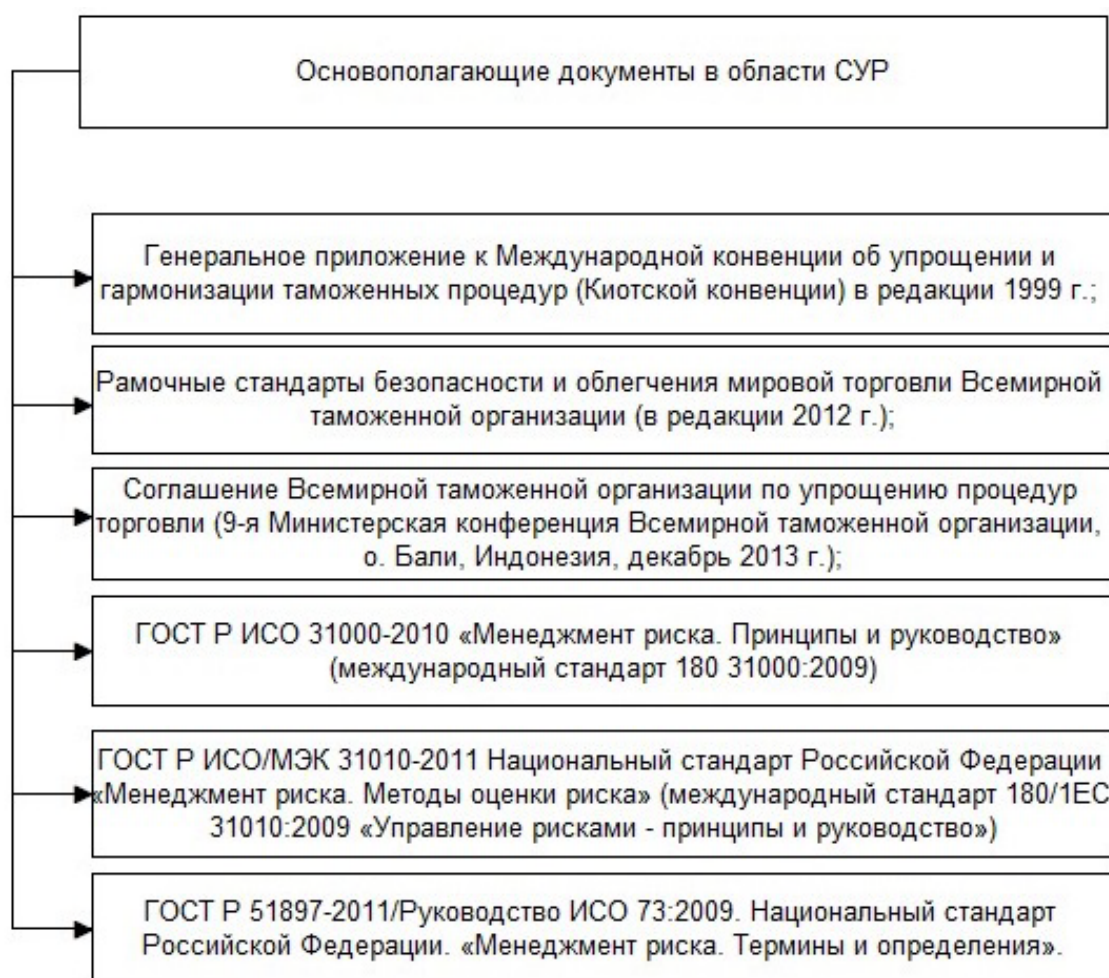 Основополагающие документы в области СУР
Генеральное приложение к Международной конвенции об упрощении и
гармонизации таможенных процедур (Киотской конвенции) в редакции 1999 г.;
Рамочные стандарты безопасности и облегчения мировой торговли Всемирной
таможенной организации (в редакции 2012 г.);
Соглашение Всемирной таможенной организации по упрощению процедур
торговли (9-я Министерская конференция Всемирной таможенной организации,
о. Бали, Индонезия, декабрь 2013 г.);
ГОСТ Р ИСО 31000-2010 «Менеджмент риска. Принципы и руководство»
(международный стандарт 180 31000:2009)
ГОСТ Р ИСО/МЭК 31010-2011 Национальный стандарт Российской Федерации
«Менеджмент риска. Методы оценки риска» (международный стандарт 180/1ЕС
31010:2009 «Управление рисками - принципы и руководство»)
ГОСТ Р 51897-2011/Руководство ИСО 73:2009. Национальный стандарт
Российской Федерации. «Менеджмент риска. Термины и определения».